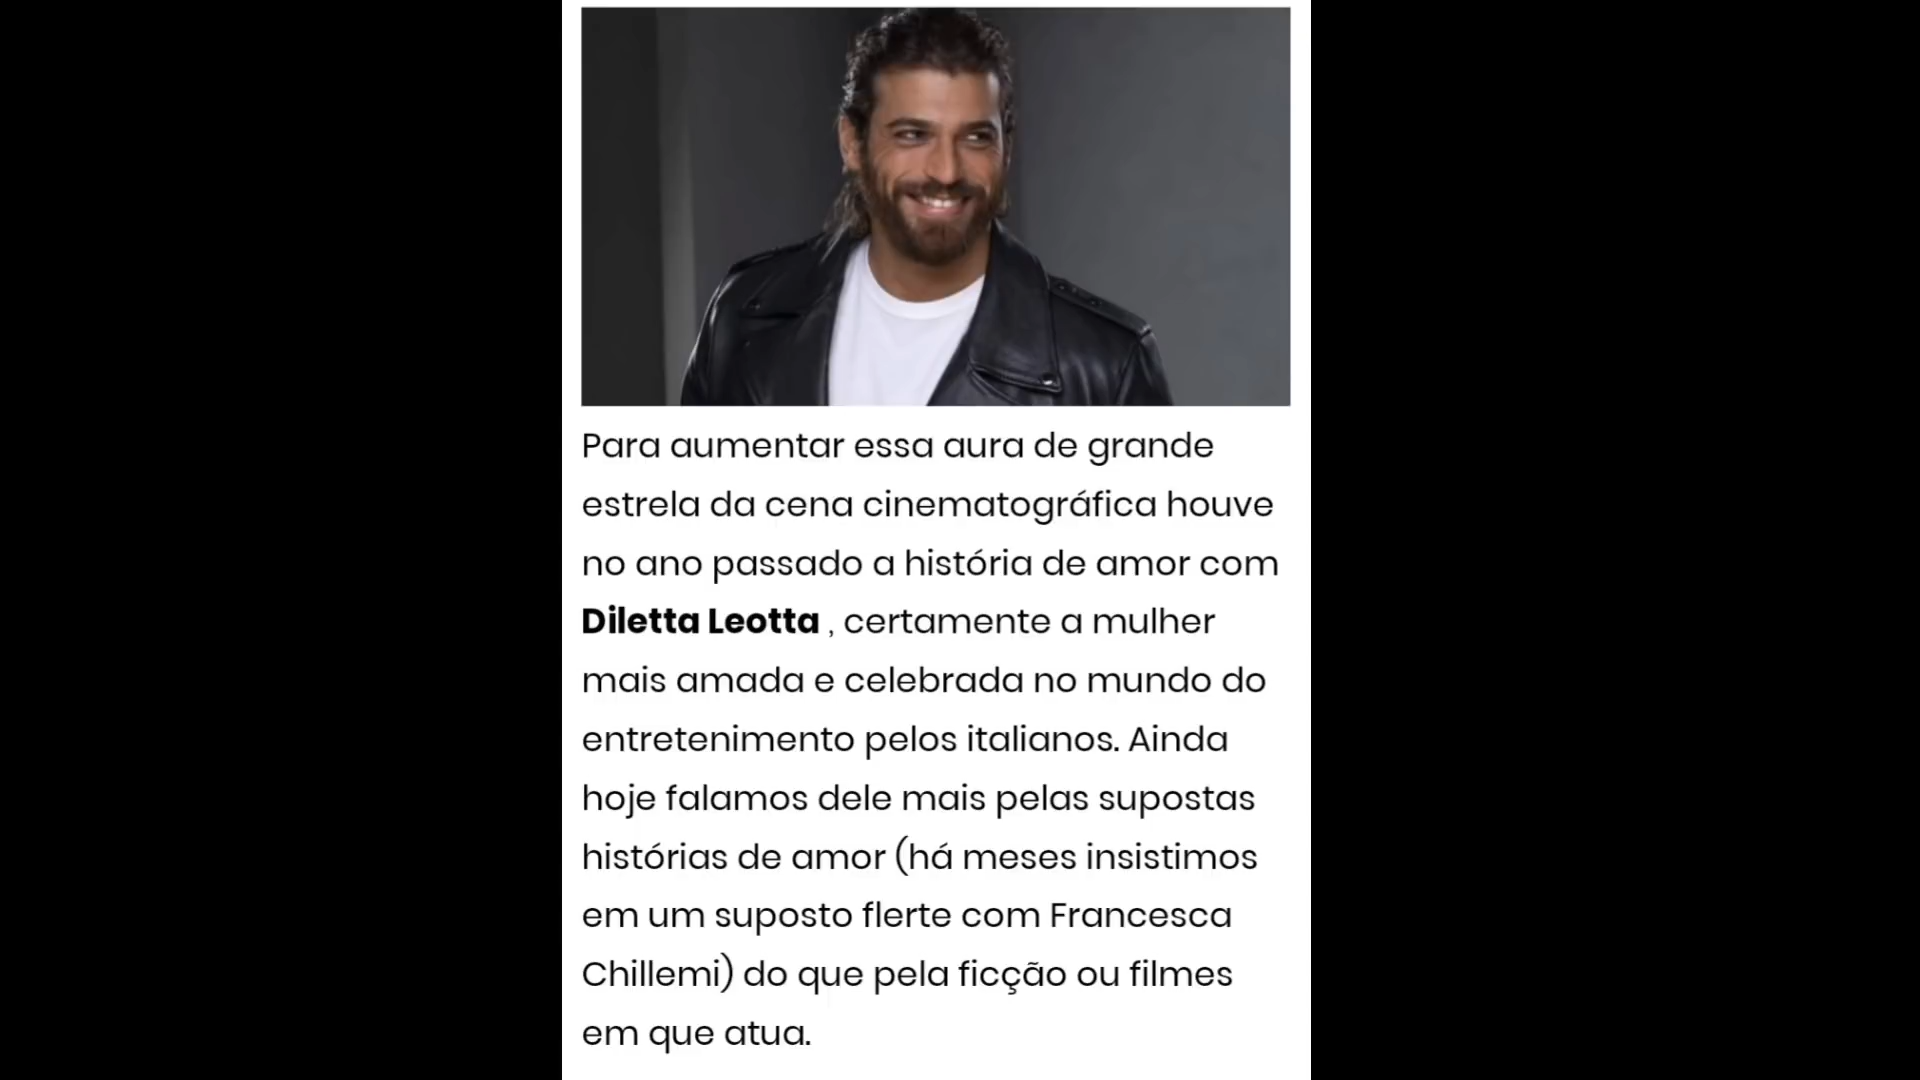 Para aumentar essa aura de grande
estrela da cena cinematográfica houve
no ano passado a história de amor com
Diletta Leotta , certamente a mulher
mais amada e celebrada no mundo do
entretenimento pelos italianos. Ainda
hoje falamos dele mais pelas supostas
histórias de amor (há meses insistimos
em um suposto flerte com Francesca
Chillemi) do que pela ficção ou filmes
em que atua.